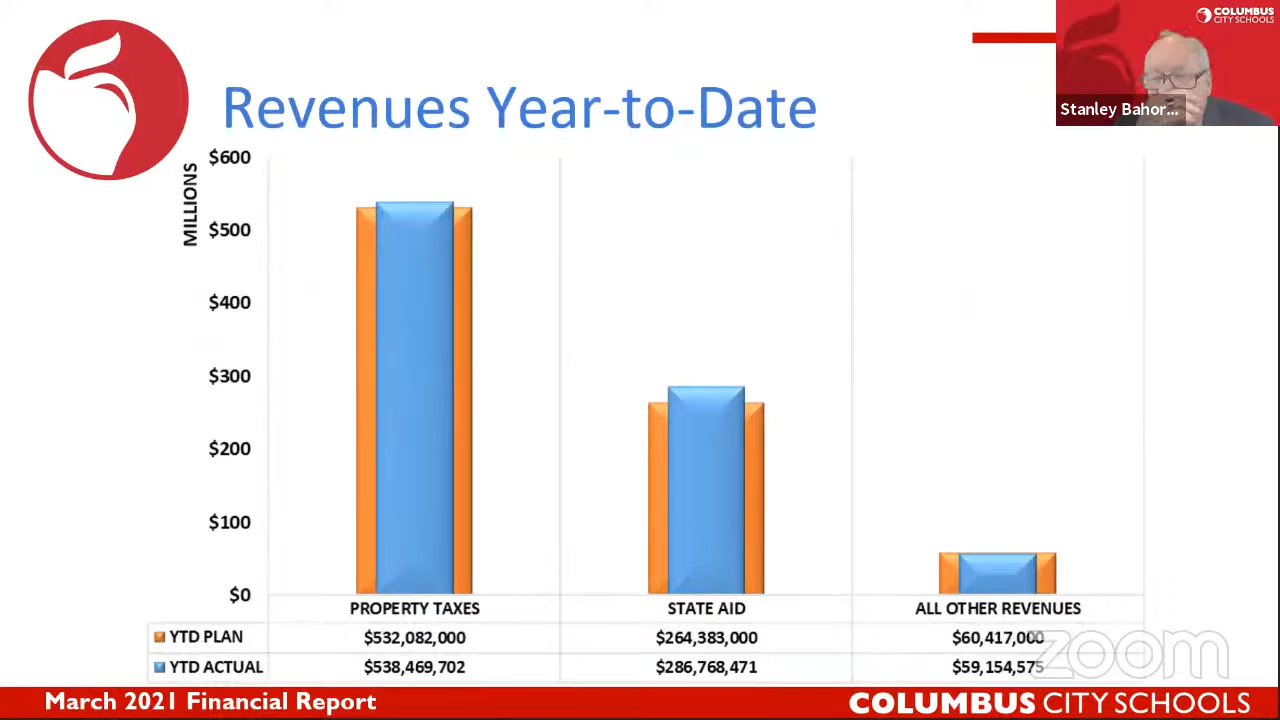 COLUMBUS
CITY SCHOOLS
Stanley Bahor...
Revenues Year-to-Date
MILLIONS
$600
$500
$400
$300
$200
$100
$0
PROPERTY TAXES STATE AID ALL OTHER REVENUES
YTD PLAN $532,082,000 $264,383,000 $60,417,000
YTD ACTUAL $538,469,702 $286,768,471 $59,154,575
zoom
March 2021 Financial Report COLUMBUS CITY SCHOOLS